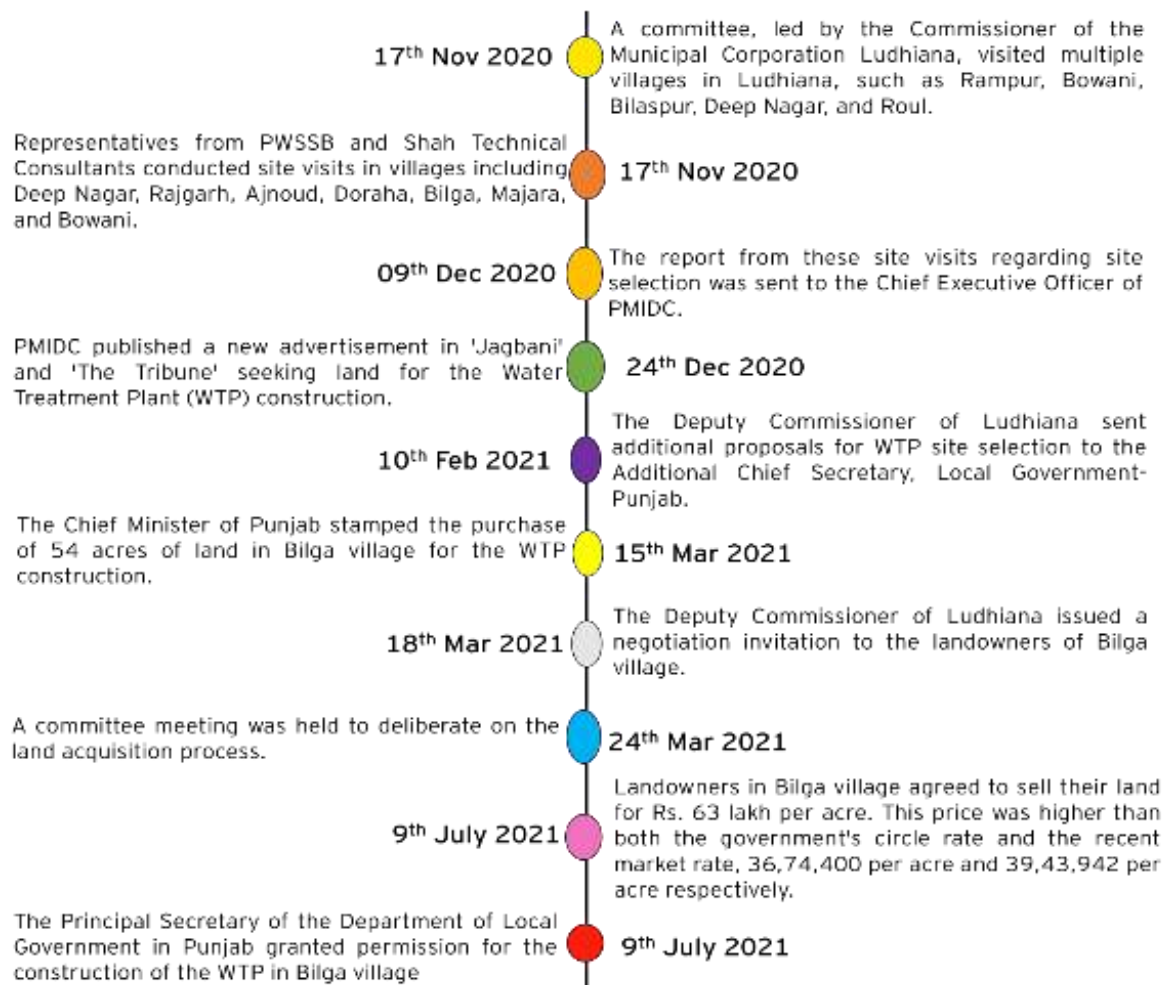 17th Nov 2020
A committee, led by the Commissioner of the
Municipal Corporation Ludhiana, visited multiple
villages in Ludhiana, such as Rampur, Bowani,
Bilaspur, Deep Nagar, and Roul.
Representatives from PWSSB and Shah Technical
Consultants conducted site visits in villages including
Deep Nagar, Rajgarh, Ajnoud, Doraha, Bilga, Majara,
and Bowani.
17th Nov 2020
09th Dec 2020
The report from these site visits regarding site
selection was sent to the Chief Executive Officer of
PMIDC.
PMIDC published a new advertisement in 'Jagbani'
and 'The Tribune' seeking land for the Water
Treatment Plant (WTP) construction.
24th Dec 2020
10th Feb 2021
The Deputy Commissioner of Ludhiana sent
additional proposals for WTP site selection to the
Additional Chief Secretary, Local Government-
Punjab.
The Chief Minister of Punjab stamped the purchase
of 54 acres of land in Bilga village for the WTP
construction.
15th Mar 2021
18th Mar 2021
The Deputy Commissioner of Ludhiana issued a
negotiation invitation to the landowners of Bilga
village.
A committee meeting was held to deliberate on the
land acquisition process.
24th Mar 2021
9th July 2021
Landowners in Bilga village agreed to sell their land
for Rs. 63 lakh per acre. This price was higher than
both the government's circle rate and the recent
market rate, 36,74,400 per acre and 39,43,942 per
acre respectively.
The Principal Secretary of the Department of Local
Government in Punjab granted permission for the
construction of the WTP in Bilga village
9th July 2021